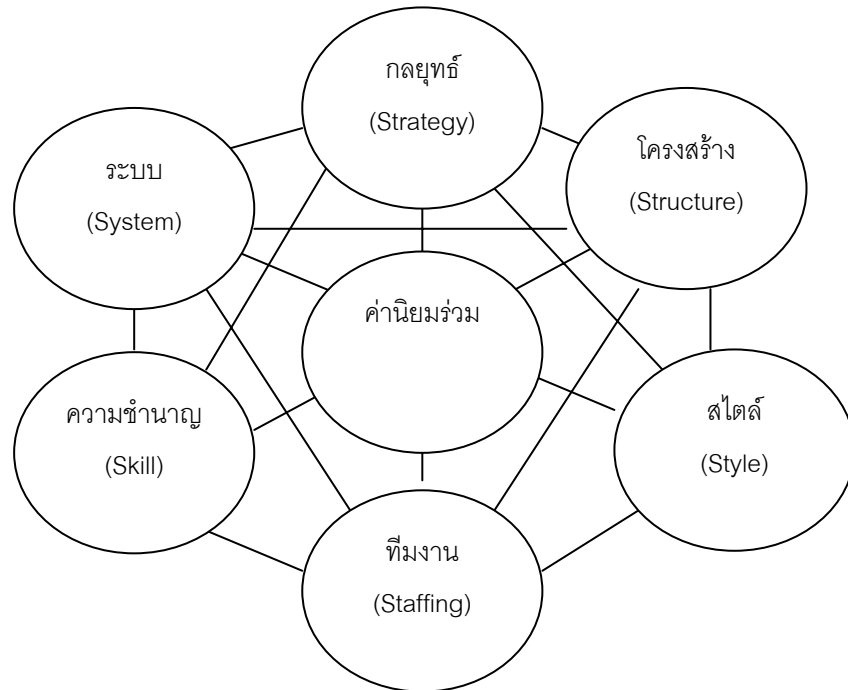 กลยุทธ์
(Strategy)
โครงสร้าง
(Structure)
ระบบ
(System)
ค่านิยมร่วม
ความชำนาญ
(Skill)
สไตล์
(Style)
ทีมงาน
(Staffing)